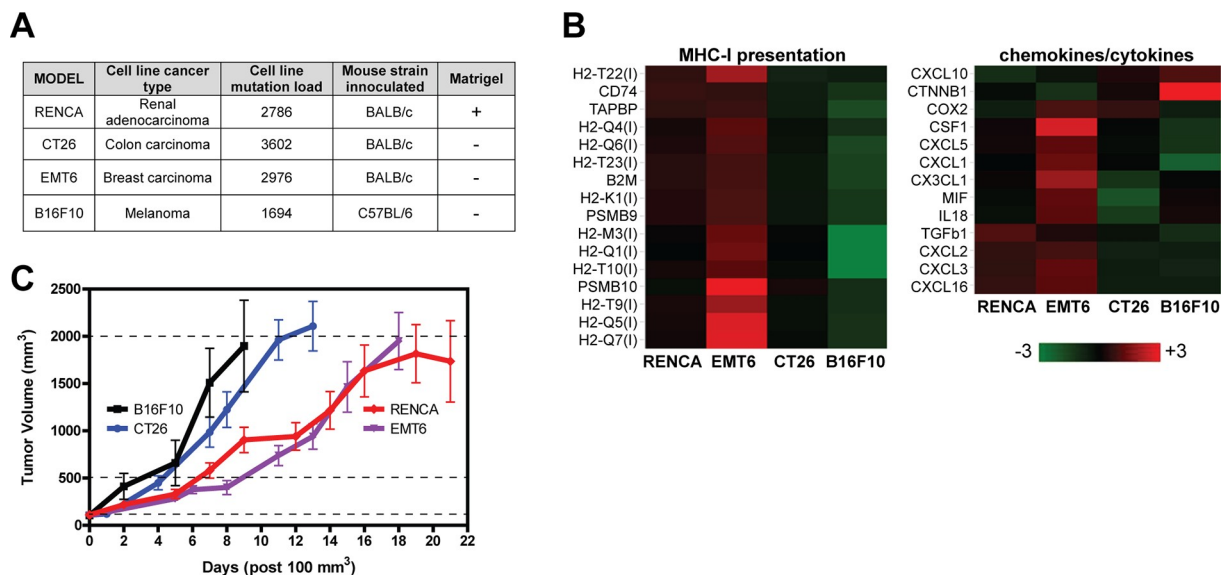 A
MODEL
Cell line cancer
type
Cell line
mutation load
Mouse strain
innoculated
Matrigel
RENCA
Renal
adenocarcinoma
2786
BALB/c
+
CT26
Colon carcinoma
3602
BALB/c
-
EMT6
Breast carcinoma
2976
BALB/c
-
B16F10
Melanoma
1694
C57BL/6
-
B
MHC-I presentation
H2-T22(I)
CD74
TAPBP
H2-Q4(I)
H2-Q6(I)
H2-T23(I)
B2M
H2-K1(I)
PSMB9
H2-M3(I)
H2-Q1(I)
H2-T10(I)
PSMB10
H2-T9(I)
H2-Q5(I)
H2-Q7(I)
RENCA EMT6 CT26 B16F10
chemokines/cytokines
CXCL10
CTNNB1
COX2
CSF1
CXCL5
CXCL1
CX3CL1
MIF
IL18
TGFb1
CXCL2
CXCL3
CXCL16
RENCA EMT6 CT26 B16F10
-3 +3
C
Tumor Volume (mm³)
2500
2000
1500
1000
500
0
B16F10
CT26
RENCA
EMT6
0 2 4 6 8 10 12 14 16 18 20 22
Days (post 100 mm³)